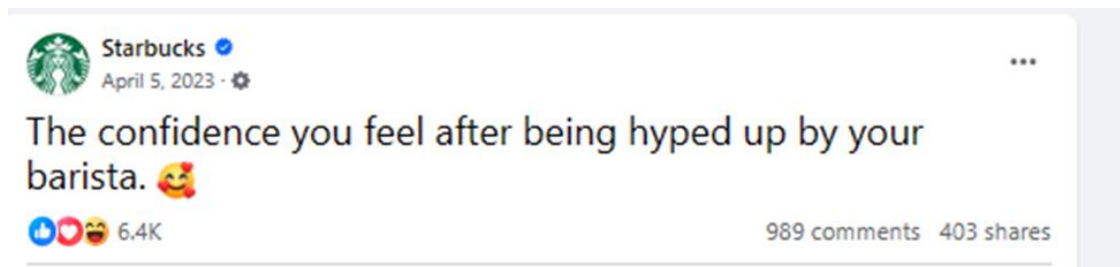 Starbucks
April 5, 2023 ·
The confidence you feel after being hyped up by your
barista. 🥰
6.4K
989 comments 403 shares